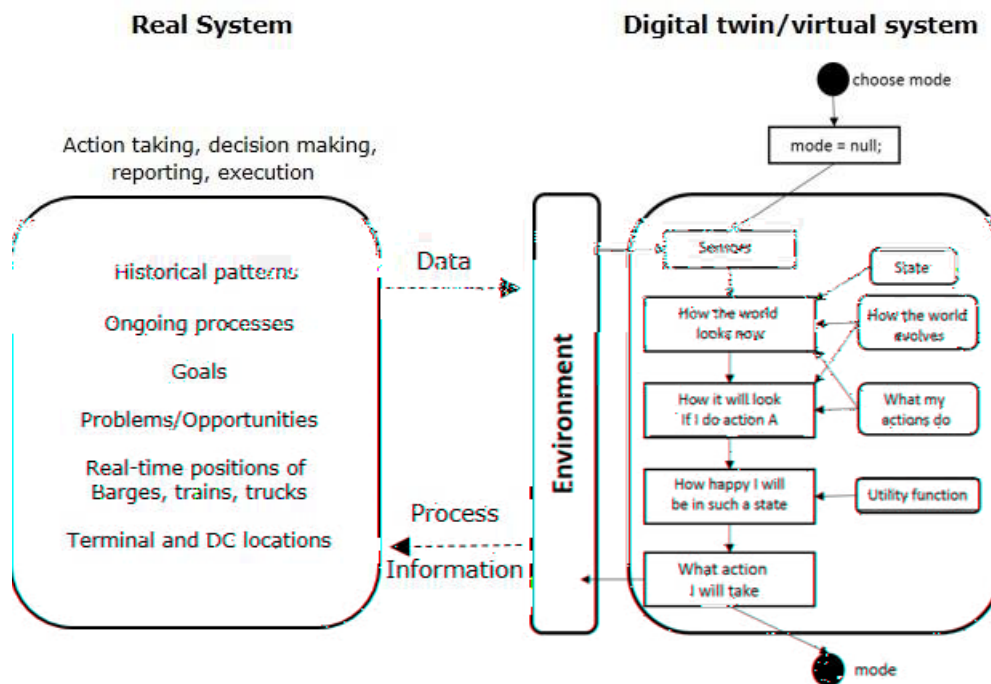 Real System
Digital twin/virtual system
choose mode
mode = null;
Action taking, decision making,
reporting, execution
Historical patterns
Ongoing processes
Goals
Problems/Opportunities
Real-time positions of
Barges, trains, trucks
Terminal and DC locations
Data
Process
Information
Environment
Sensors
State
How the world
looks now
How the world
evolves
How it will look
If I do action A
What my
actions do
How happy I will
be in such a state
Utility function
What action
I will take
mode